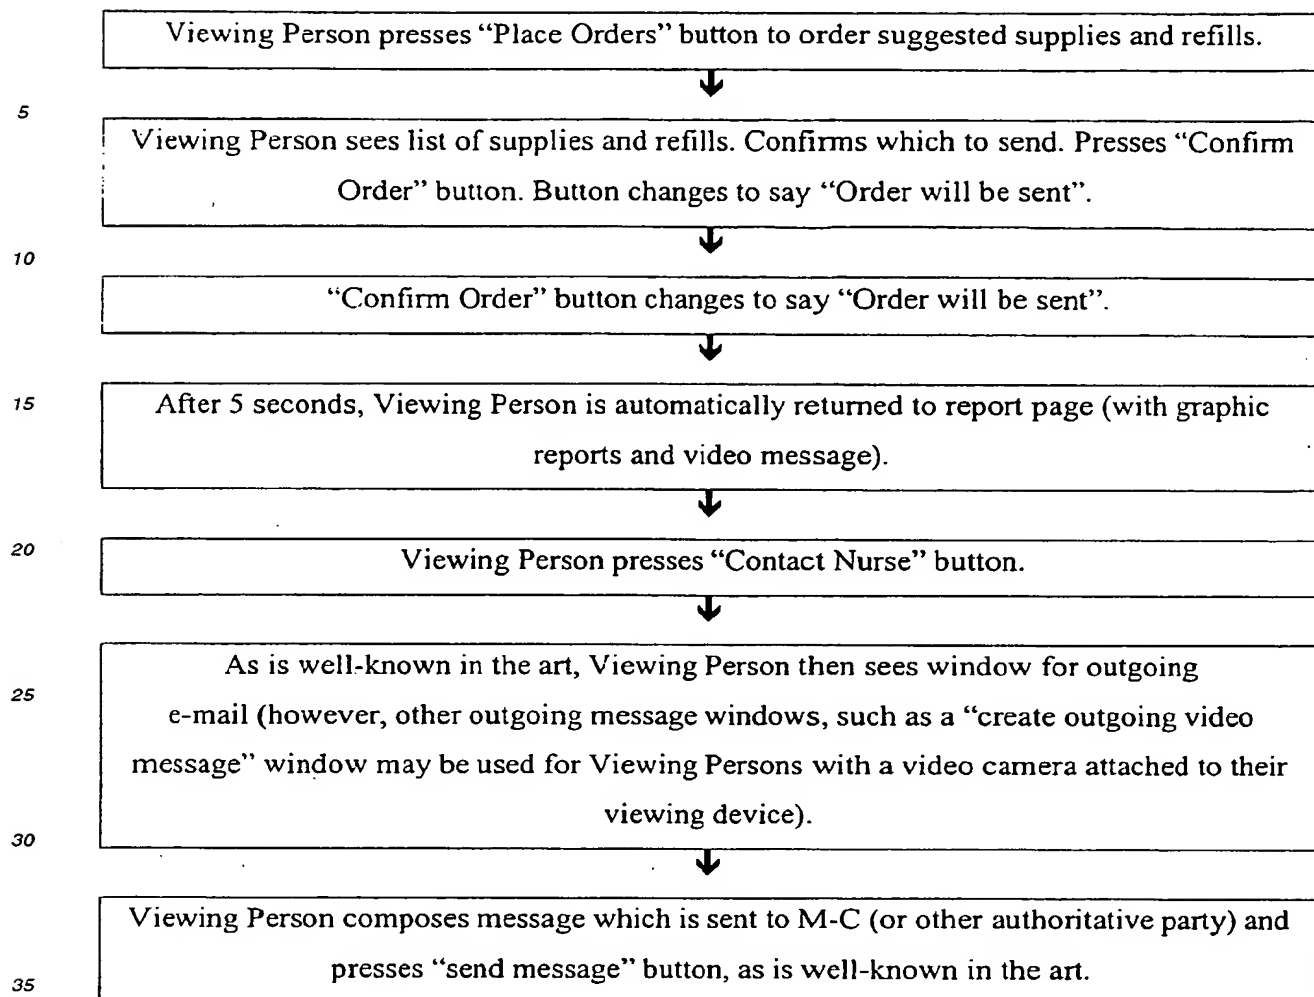 Viewing Person presses “Place Orders” button to order suggested supplies and refills.
5
Viewing Person sees list of supplies and refills. Confirms which to send. Presses “Confirm
Order” button. Button changes to say “Order will be sent”.
10
“Confirm Order” button changes to say “Order will be sent”.
15
After 5 seconds, Viewing Person is automatically returned to report page (with graphic
reports and video message).
20
Viewing Person presses “Contact Nurse” button.
As is well-known in the art, Viewing Person then sees window for outgoing
25
e-mail (however, other outgoing message windows, such as a “create outgoing video
message” window may be used for Viewing Persons with a video camera attached to their
viewing device).
30
Viewing Person composes message which is sent to M-C (or other authoritative party) and
presses “send message” button, as is well-known in the art.
35